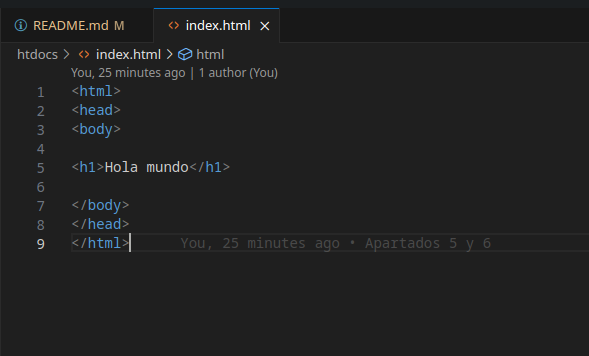 README.md M
index.html
htdocs > index.html > html
You, 25 minutes ago | 1 author (You)
1 <html>
2 <head>
3 <body>
4
5 <h1>Hola mundo</h1>
6
7 </body>
8 </head>
9 </html> You, 25 minutes ago • Apartados 5 y 6